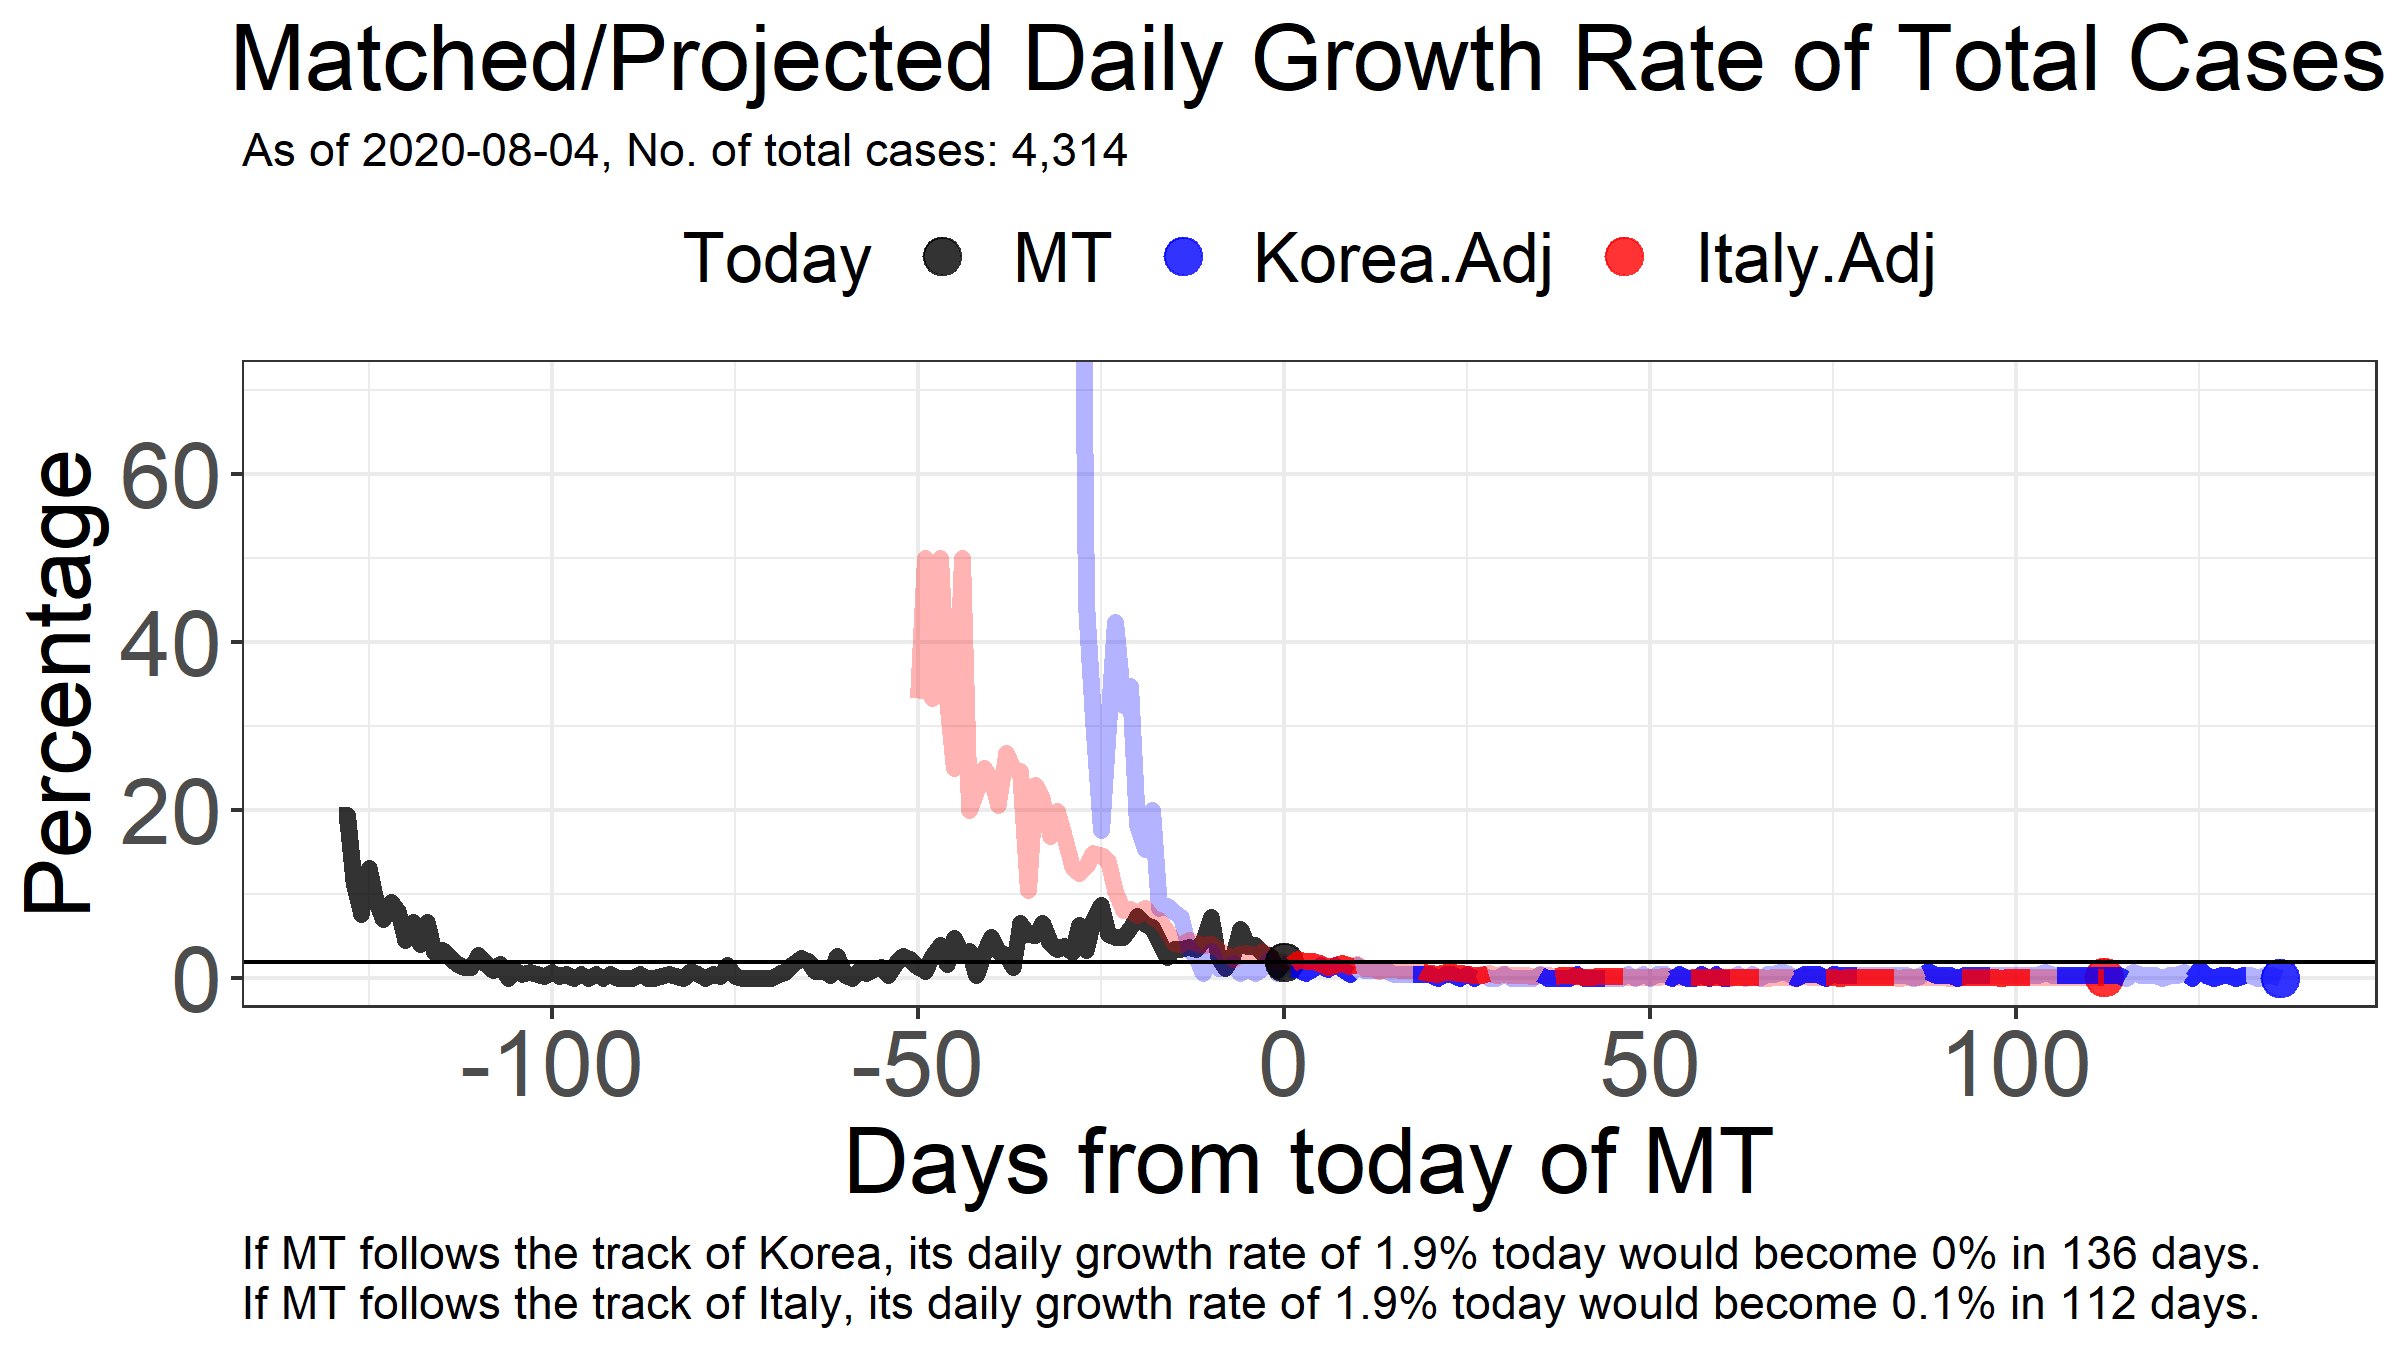 Matched/Projected Daily Growth Rate of Total Cases
As of 2020-08-04, No. of total cases: 4,314
Today MT Korea.Adj Italy.Adj
Percentage
60
40
20
0
-100 -50 0 50 100
Days from today of MT
If MT follows the track of Korea, its daily growth rate of 1.9% today would become 0% in 136 days.
If MT follows the track of Italy, its daily growth rate of 1.9% today would become 0.1% in 112 days.